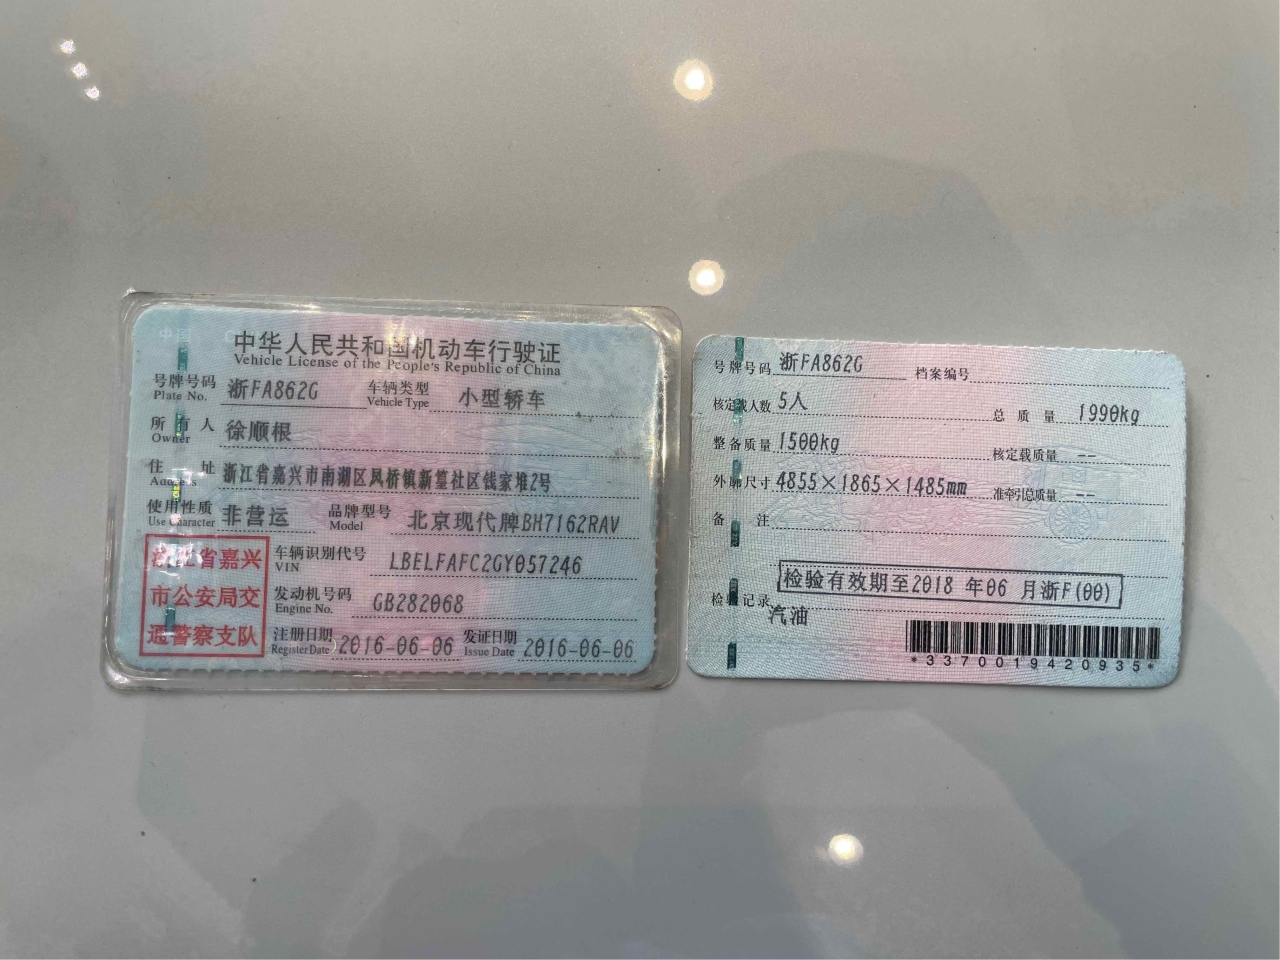 中华人民共和国机动车行驶证
Vehicle License of the People's Republic of China
号牌号码 浙FA862G 车辆类型 小型轿车
Plate No. Vehicle Type
所有人 徐顺根
Owner
住址 浙江省嘉兴市南湖区凤桥镇新篁社区钱家堆2号
Address
使用性质 非营运 品牌型号 北京现代牌BH7162RAV
Use Character Model
车辆识别代号 LBELFAFC2GY057246
VIN
发动机号码 GB282068
Engine No.
注册日期 2016-06-06 发证日期 2016-06-06
Register Date Issue Date
浙江省嘉兴
市公安局交
通警察支队
号牌号码 浙FA862G 档案编号
核定载人数 5人 总质量 1990kg
整备质量 1500kg 核定载质量 --
外廓尺寸 4855×1865×1485mm 准牵引总质量 --
备注
检验有效期至2018年06月浙F(00)
检验记录
汽油
*3370019420935*